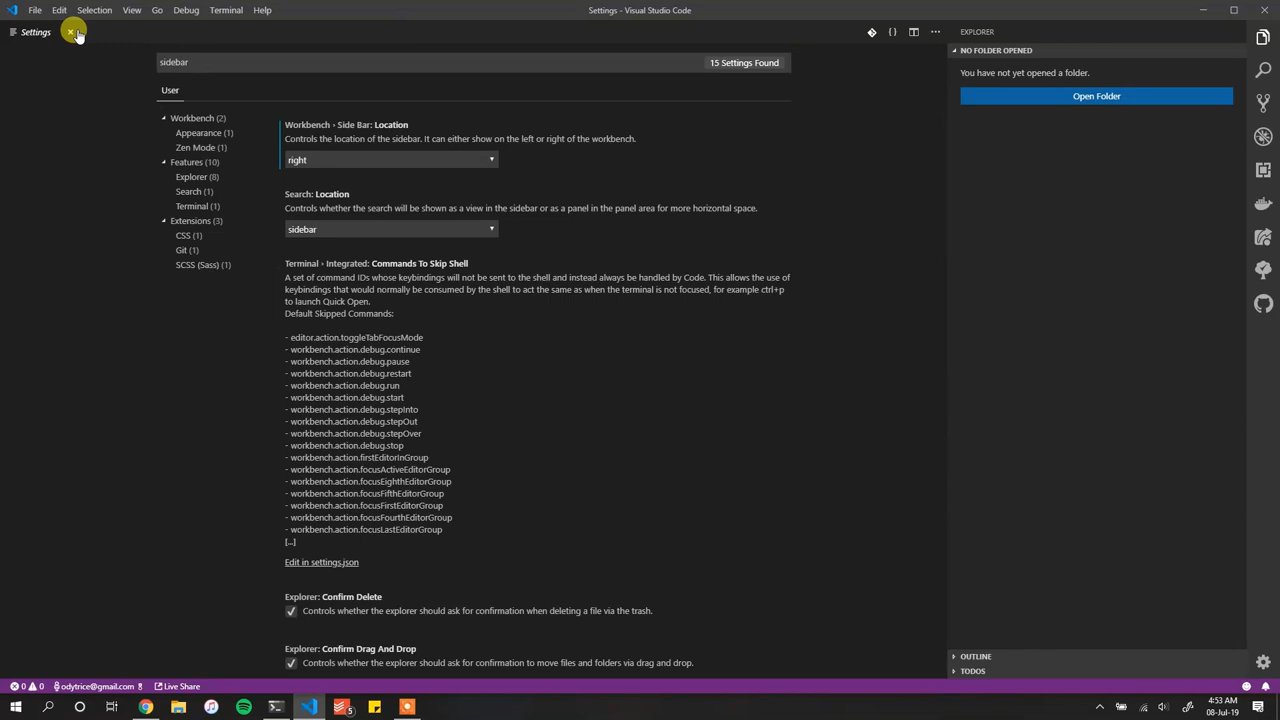 File Edit Selection View Go Debug Terminal Help
Settings - Visual Studio Code
Settings
EXPLORER
sidebar
15 Settings Found
NO FOLDER OPENED
You have not yet opened a folder.
Open Folder
User
Workbench (2)
Appearance (1)
Zen Mode (1)
Features (10)
Explorer (8)
Search (1)
Terminal (1)
Extensions (3)
CSS (1)
Git (1)
SCSS (Sass) (1)
Workbench › Side Bar: Location
Controls the location of the sidebar. It can either show on the left or right of the workbench.
right
Search: Location
Controls whether the search will be shown as a view in the sidebar or as a panel in the panel area for more horizontal space.
sidebar
Terminal › Integrated: Commands To Skip Shell
A set of command IDs whose keybindings will not be sent to the shell and instead always be handled by Code. This allows the use of
keybindings that would normally be consumed by the shell to act the same as when the terminal is not focused, for example ctrl+p
to launch Quick Open.
Default Skipped Commands:
- editor.action.toggleTabFocusMode
- workbench.action.debug.continue
- workbench.action.debug.pause
- workbench.action.debug.restart
- workbench.action.debug.run
- workbench.action.debug.start
- workbench.action.debug.stepInto
- workbench.action.debug.stepOut
- workbench.action.debug.stepOver
- workbench.action.debug.stop
- workbench.action.firstEditorInGroup
- workbench.action.focusActiveEditorGroup
- workbench.action.focusEighthEditorGroup
- workbench.action.focusFifthEditorGroup
- workbench.action.focusFirstEditorGroup
- workbench.action.focusFourthEditorGroup
- workbench.action.focusLastEditorGroup
[...]
Edit in settings.json
Explorer: Confirm Delete
Controls whether the explorer should ask for confirmation when deleting a file via the trash.
Explorer: Confirm Drag And Drop
Controls whether the explorer should ask for confirmation to move files and folders via drag and drop.
OUTLINE
TODOS
0 0 odytrice@gmail.com 8 Live Share
5
4:53 AM
08-Jul-19